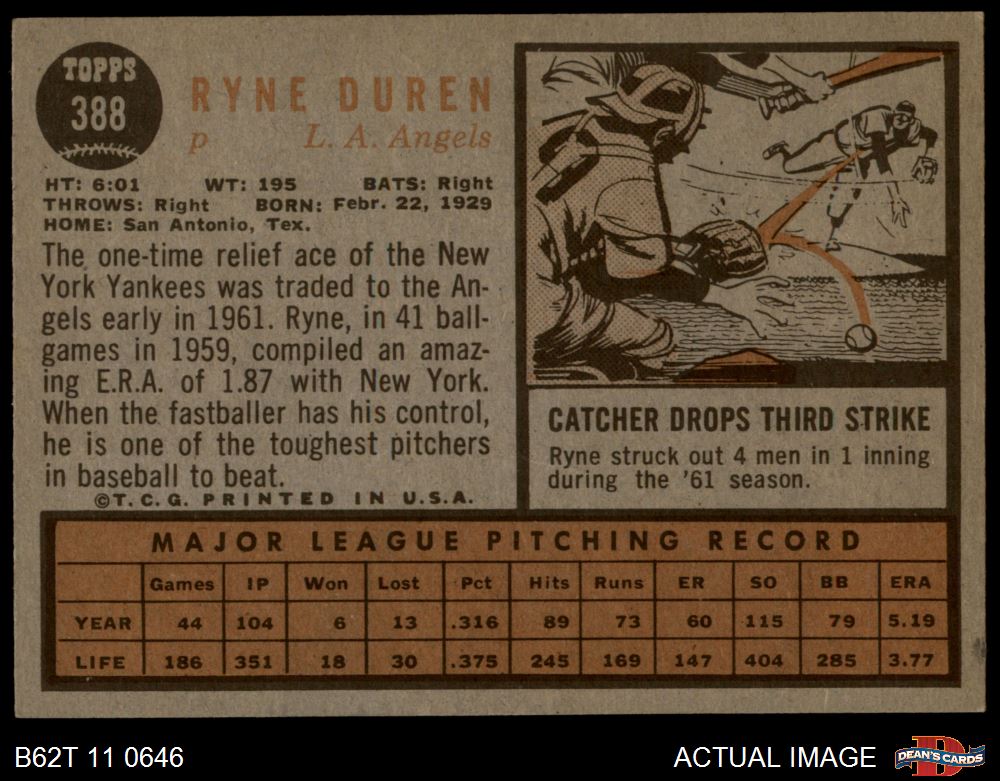 TOPPS
388
RYNE DUREN
p L. A. Angels
HT: 6:01 WT: 195 BATS: Right
THROWS: Right BORN: Febr. 22, 1929
HOME: San Antonio, Tex.
The one-time relief ace of the New
York Yankees was traded to the An-
gels early in 1961. Ryne, in 41 ball-
games in 1959, compiled an amaz-
ing E.R.A. of 1.87 with New York.
When the fastballer has his control,
he is one of the toughest pitchers
in baseball to beat.
©T.C.G. PRINTED IN U.S.A.
CATCHER DROPS THIRD STRIKE
Ryne struck out 4 men in 1 inning
during the '61 season.
MAJOR LEAGUE PITCHING RECORD
Games IP Won Lost Pct Hits Runs ER SO BB ERA
YEAR 44 104 6 13 .316 89 73 60 115 79 5.19
LIFE 186 351 18 30 .375 245 169 147 404 285 3.77
B62T 11 0646
ACTUAL IMAGE
D
DEAN'S CARDS